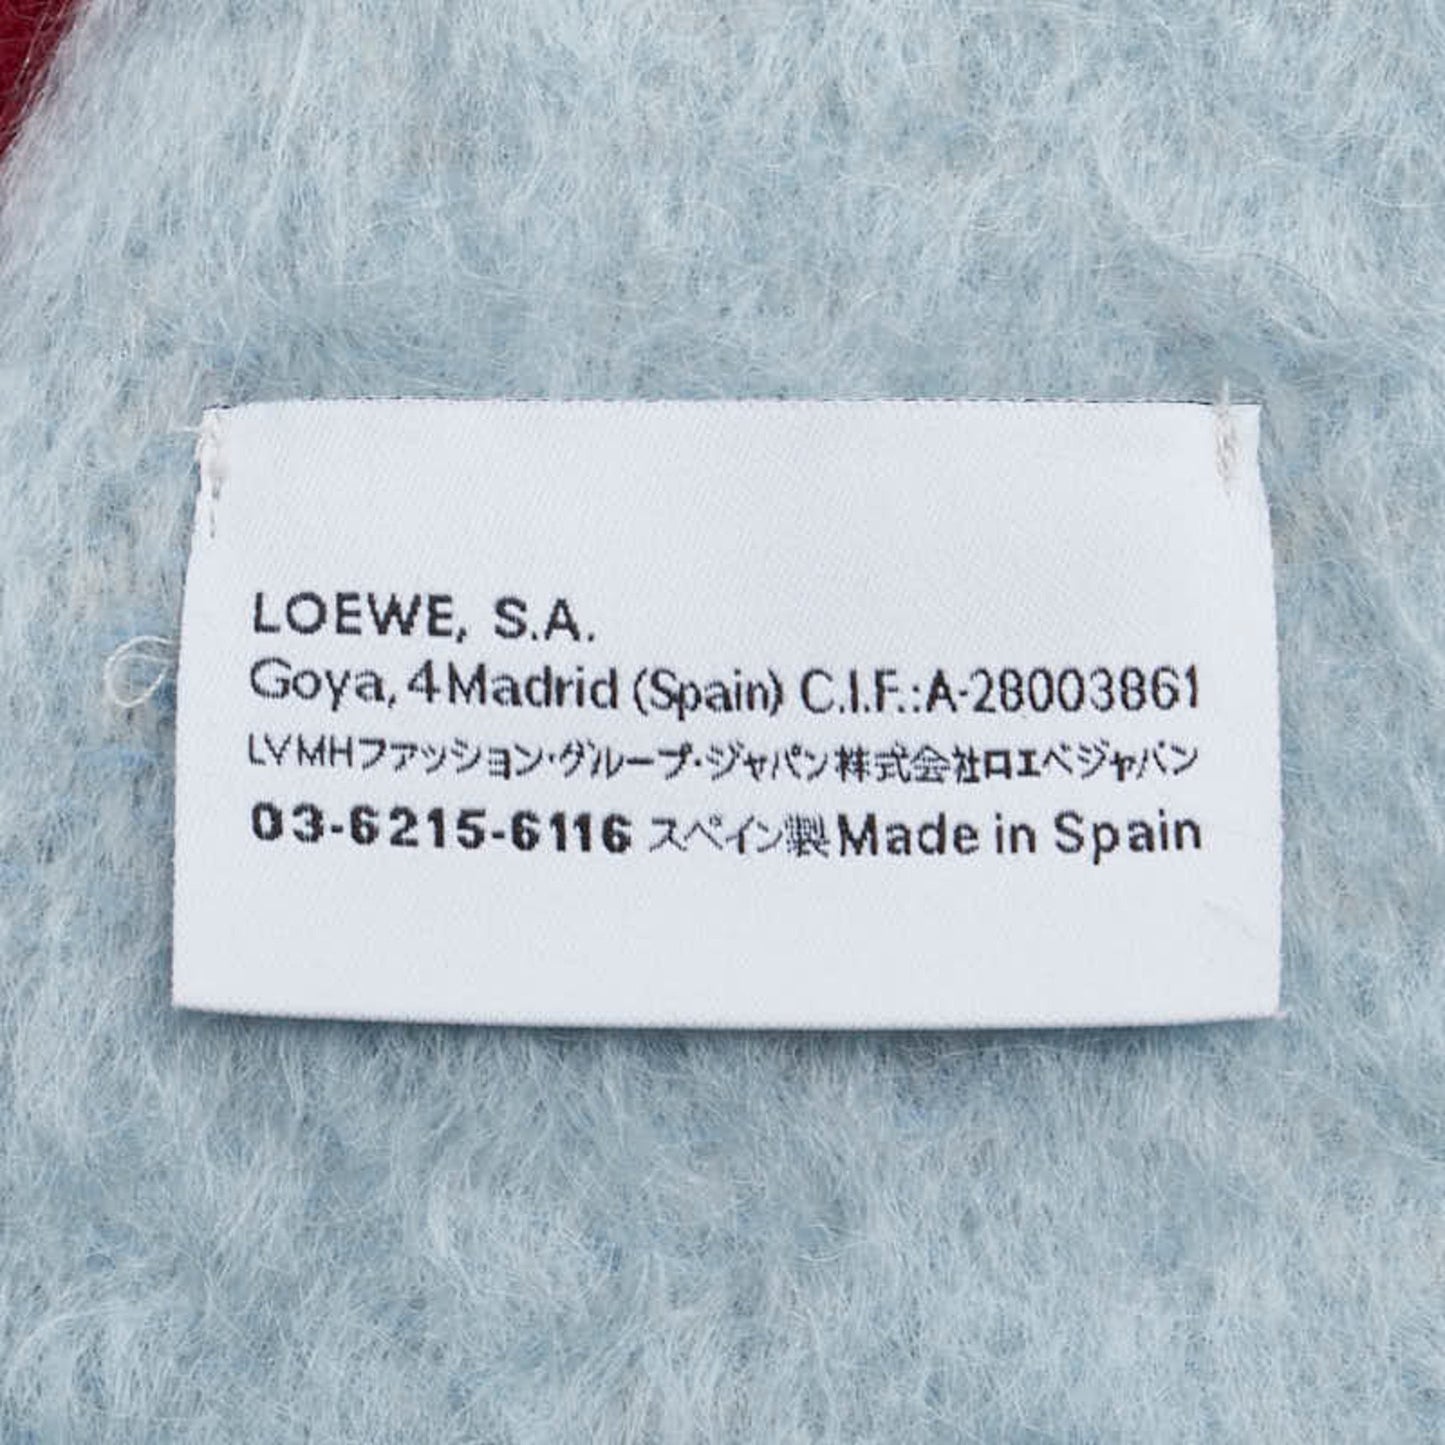 LOEWE, S.A.
Goya, 4 Madrid (Spain) C.I.F.: A-28003861
LVMHファッション・グループ・ジャパン株式会社ロエベジャパン
03-6215-6116 スペイン製 Made in Spain